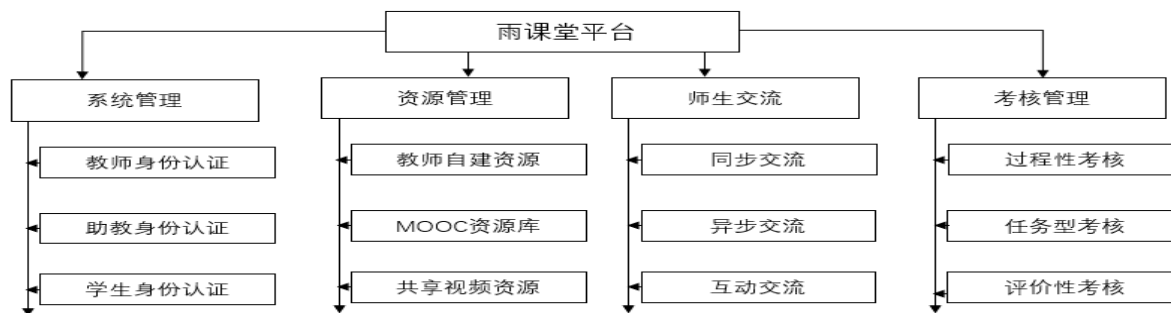 雨课堂平台
系统管理
资源管理
师生交流
考核管理
教师身份认证
教师自建资源
同步交流
过程性考核
助教身份认证
MOOC资源库
异步交流
任务型考核
学生身份认证
共享视频资源
互动交流
评价性考核